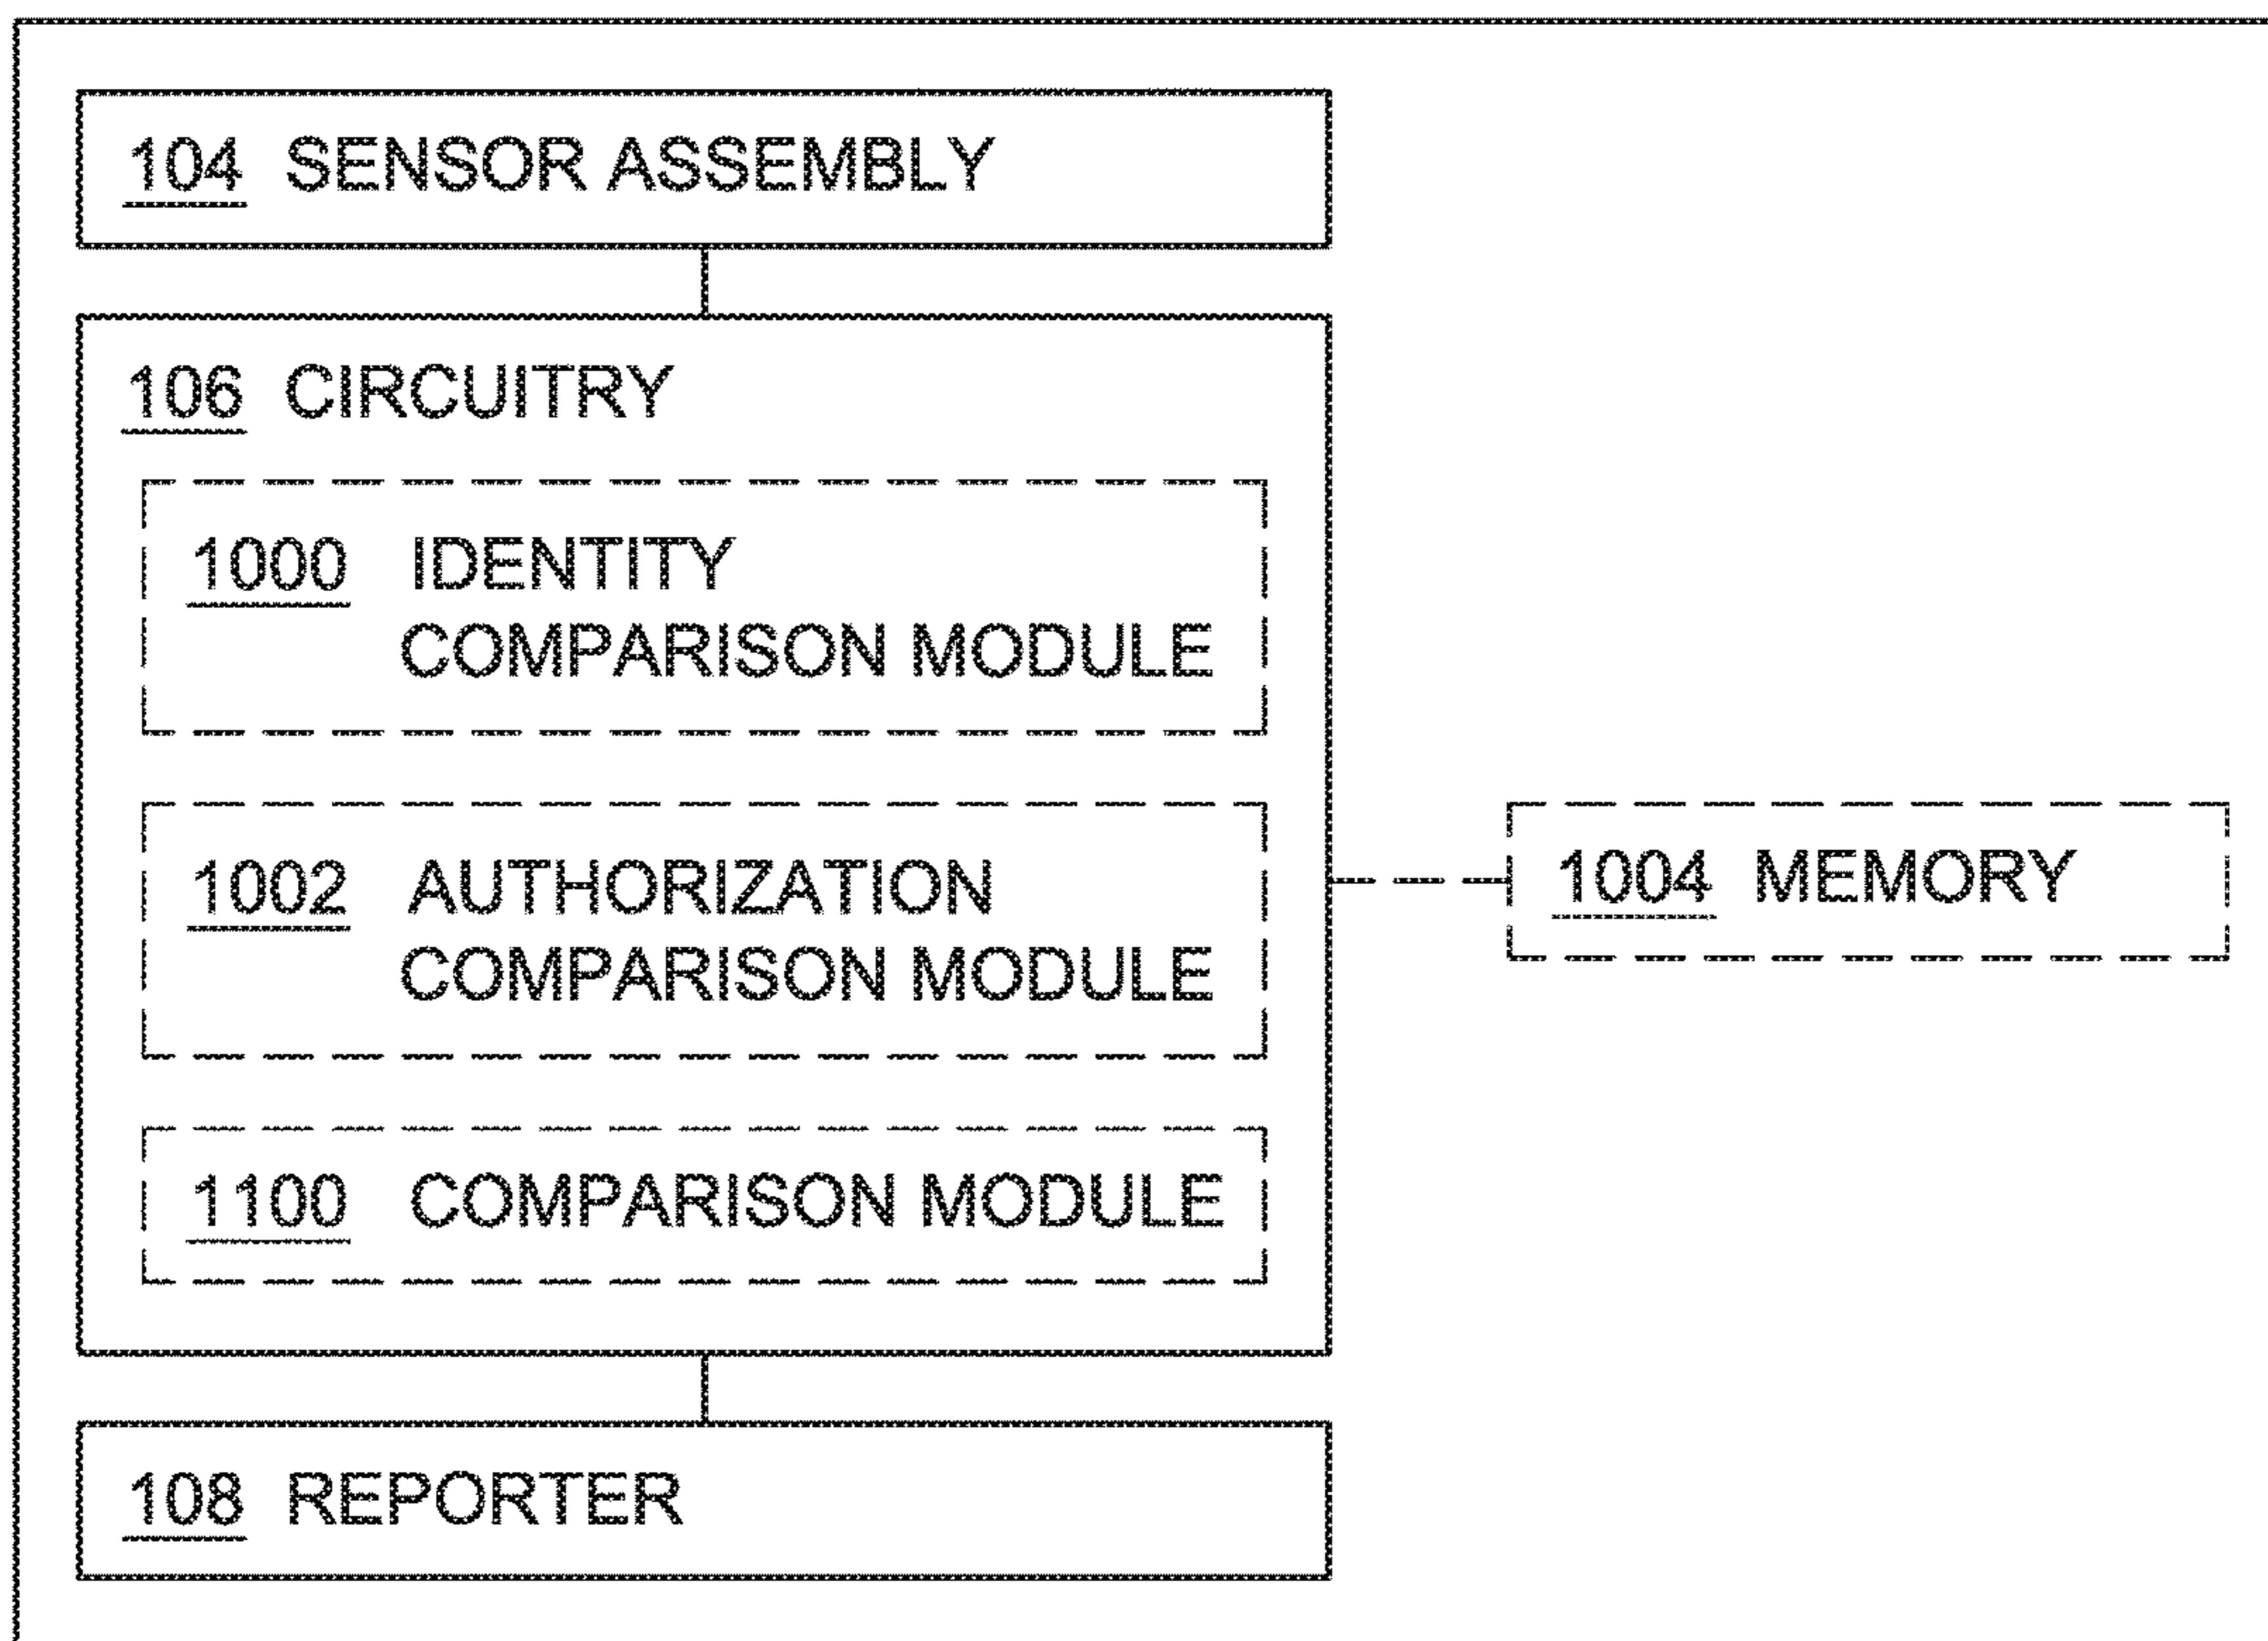 104 SENSOR ASSEMBLY
106 CIRCUITRY
1000 IDENTITY
COMPARISON MODULE
1002 AUTHORIZATION
COMPARISON MODULE
1004 MEMORY
1100 COMPARISON MODULE
108 REPORTER